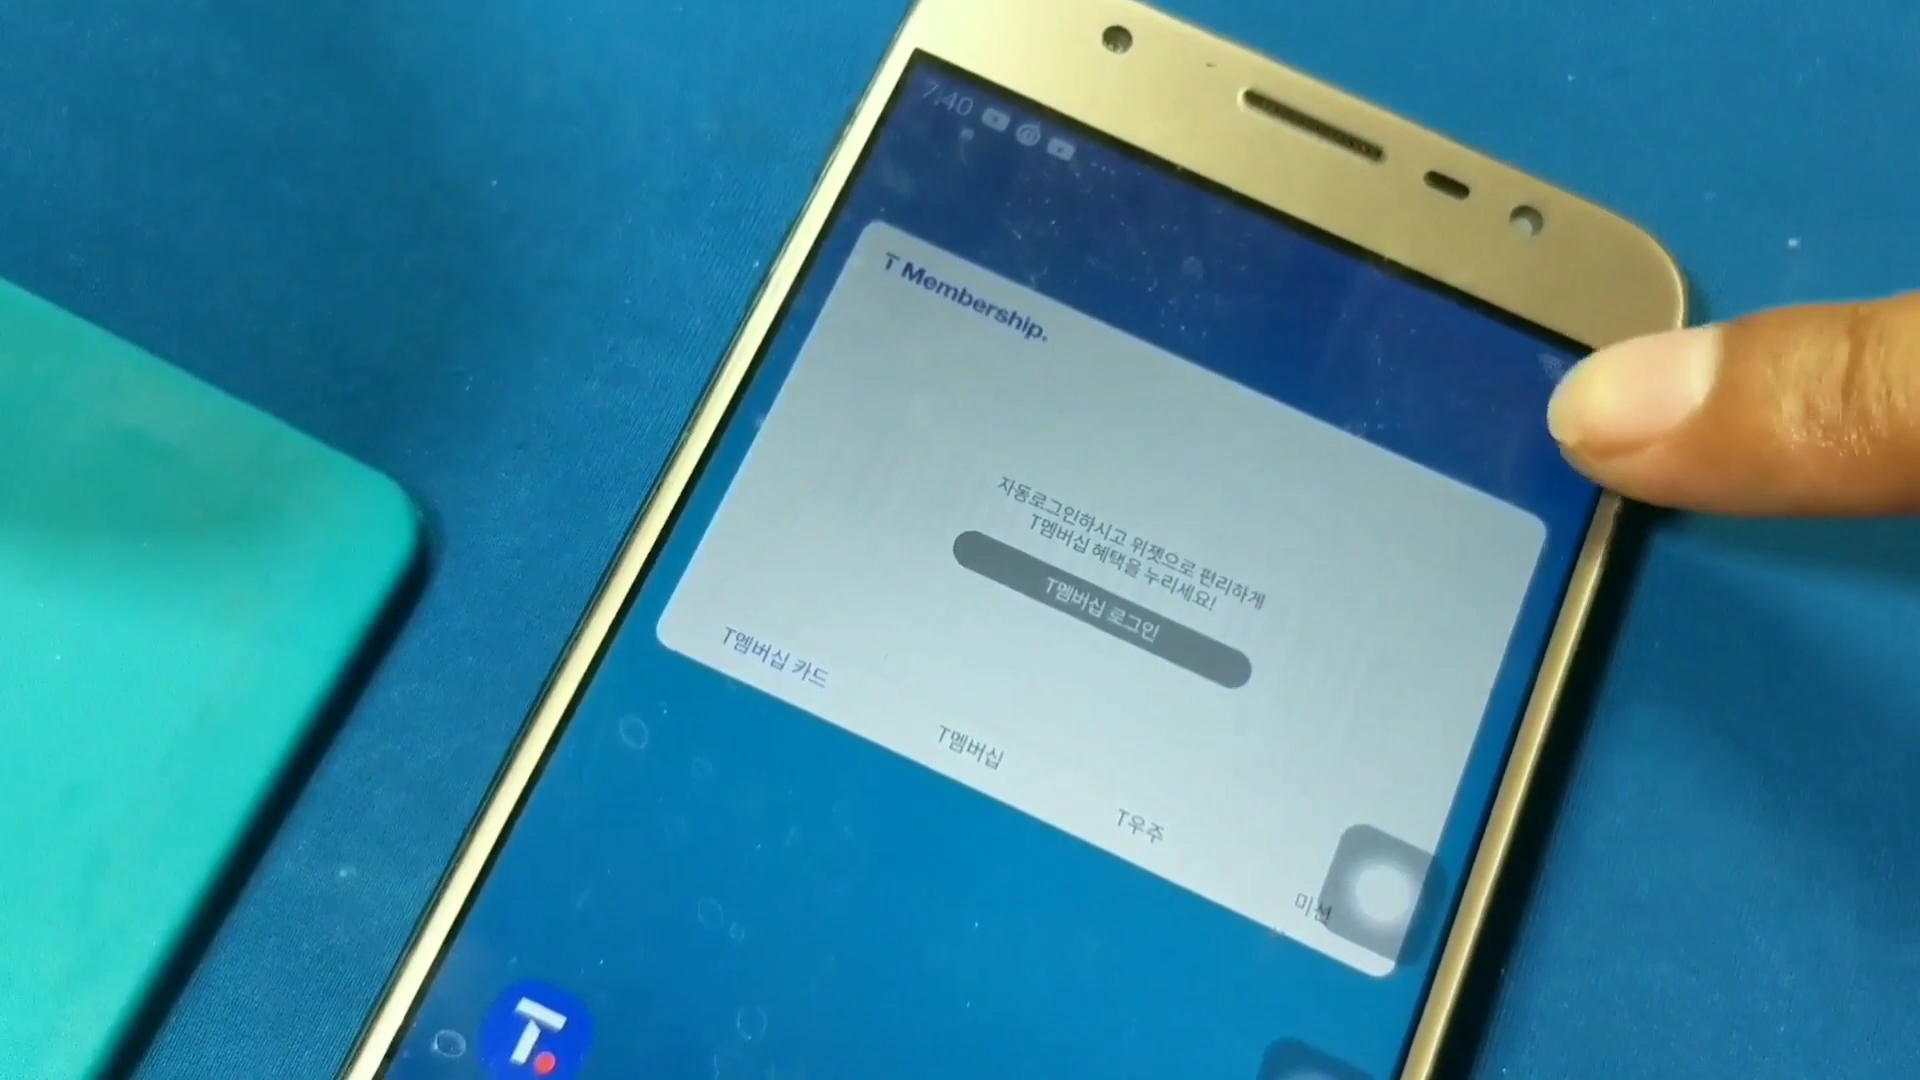 7:40
T Membership.
자동로그인하시고 위젯으로 편리하게
T멤버십 혜택을 누리세요!
T멤버십 로그인
T멤버십 카드
T멤버십
T우주
미션
T